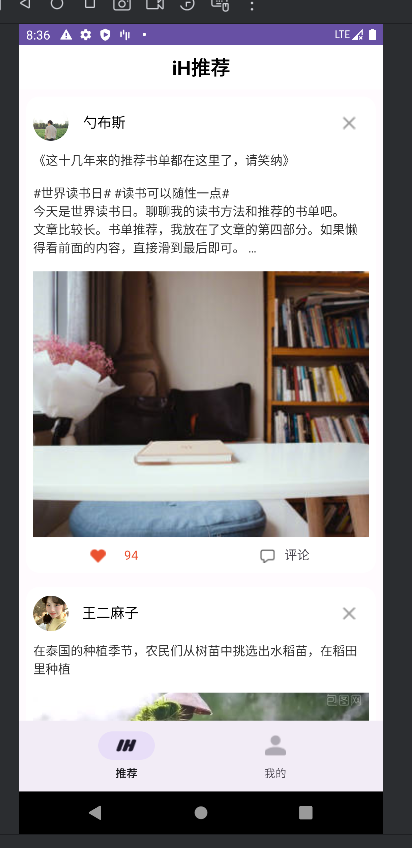 8:36
LTE
iH推荐
勺布斯
《这十几年来的推荐书单都在这里了，请笑纳》
#世界读书日# #读书可以随性一点#
今天是世界读书日。聊聊我的读书方法和推荐的书单吧。
文章比较长。书单推荐，我放在了文章的第四部分。如果懒
得看前面的内容，直接滑到最后即可。 ...
94
评论
王二麻子
在泰国的种植季节，农民们从树苗中挑选出水稻苗，在稻田
里种植
包图网
IH
推荐
我的